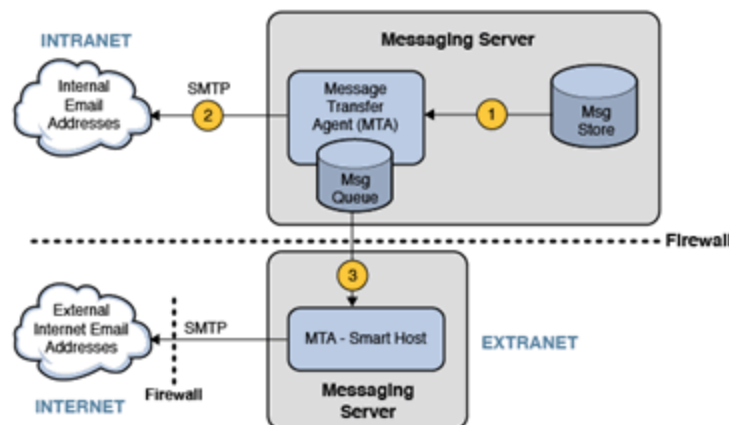 INTRANET
Messaging Server
Internal
Email
Addresses
SMTP
2
Message
Transfer
Agent (MTA)
1
Msg
Store
Msg
Queue
Firewall
3
External
Internet Email
Addresses
SMTP
MTA - Smart Host
EXTRANET
Firewall
INTERNET
Messaging
Server